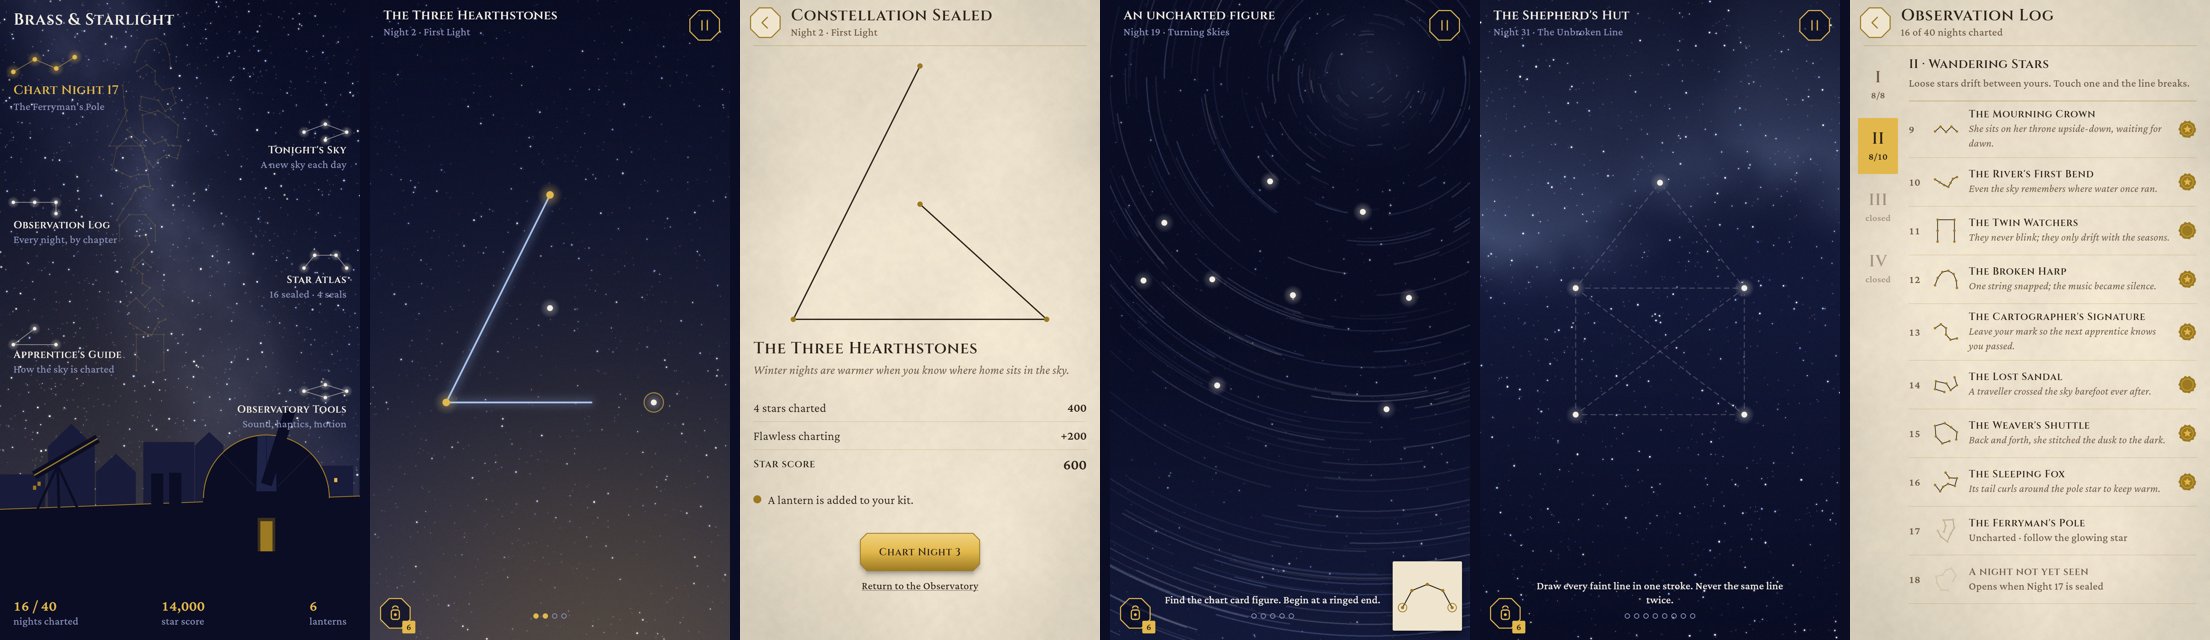 BRASS & STARLIGHT
CHART NIGHT 17
The Ferryman's Pole
TONIGHT'S SKY
A new sky each day
OBSERVATION LOG
Every night, by chapter
STAR ATLAS
16 sealed · 4 seals
APPRENTICE'S GUIDE
How the sky is charted
OBSERVATORY TOOLS
Sound, haptics, motion
16 / 40
nights charted
14,000
star score
6
lanterns
THE THREE HEARTHSTONES
Night 2 · First Light
6
CONSTELLATION SEALED
Night 2 · First Light
THE THREE HEARTHSTONES
Winter nights are warmer when you know where home sits in the sky.
4 stars charted 400
Flawless charting +200
STAR SCORE 600
A lantern is added to your kit.
CHART NIGHT 3
Return to the Observatory
AN UNCHARTED FIGURE
Night 19 · Turning Skies
Find the chart card figure. Begin at a ringed end.
6
THE SHEPHERD'S HUT
Night 31 · The Unbroken Line
Draw every faint line in one stroke. Never the same line
twice.
6
OBSERVATION LOG
16 of 40 nights charted
I
8/8
II
8/10
III
closed
IV
closed
II · WANDERING STARS
Loose stars drift between yours. Touch one and the line breaks.
9 THE MOURNING CROWN
She sits on her throne upside-down, waiting for
dawn.
10 THE RIVER'S FIRST BEND
Even the sky remembers where water once ran.
11 THE TWIN WATCHERS
They never blink; they only drift with the seasons.
12 THE BROKEN HARP
One string snapped; the music became silence.
13 THE CARTOGRAPHER'S SIGNATURE
Leave your mark so the next apprentice knows
you passed.
14 THE LOST SANDAL
A traveller crossed the sky barefoot ever after.
15 THE WEAVER'S SHUTTLE
Back and forth, she stitched the dusk to the dark.
16 THE SLEEPING FOX
Its tail curls around the pole star to keep warm.
17 THE FERRYMAN'S POLE
Uncharted · follow the glowing star
18 A NIGHT NOT YET SEEN
Opens when Night 17 is sealed